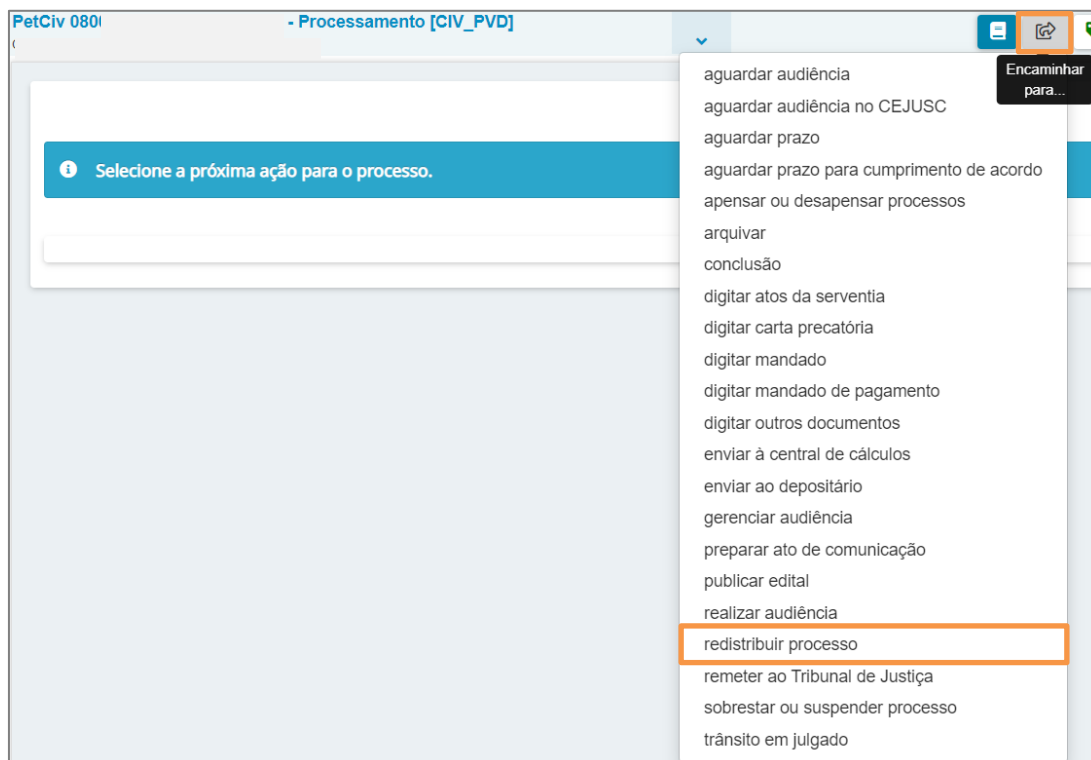 PetCiv 080 - Processamento [CIV_PVD]
Encaminhar
para...
Selecione a próxima ação para o processo.
aguardar audiência
aguardar audiência no CEJUSC
aguardar prazo
aguardar prazo para cumprimento de acordo
apensar ou desapensar processos
arquivar
conclusão
digitar atos da serventia
digitar carta precatória
digitar mandado
digitar mandado de pagamento
digitar outros documentos
enviar à central de cálculos
enviar ao depositário
gerenciar audiência
preparar ato de comunicação
publicar edital
realizar audiência
redistribuir processo
remeter ao Tribunal de Justiça
sobrestar ou suspender processo
trânsito em julgado